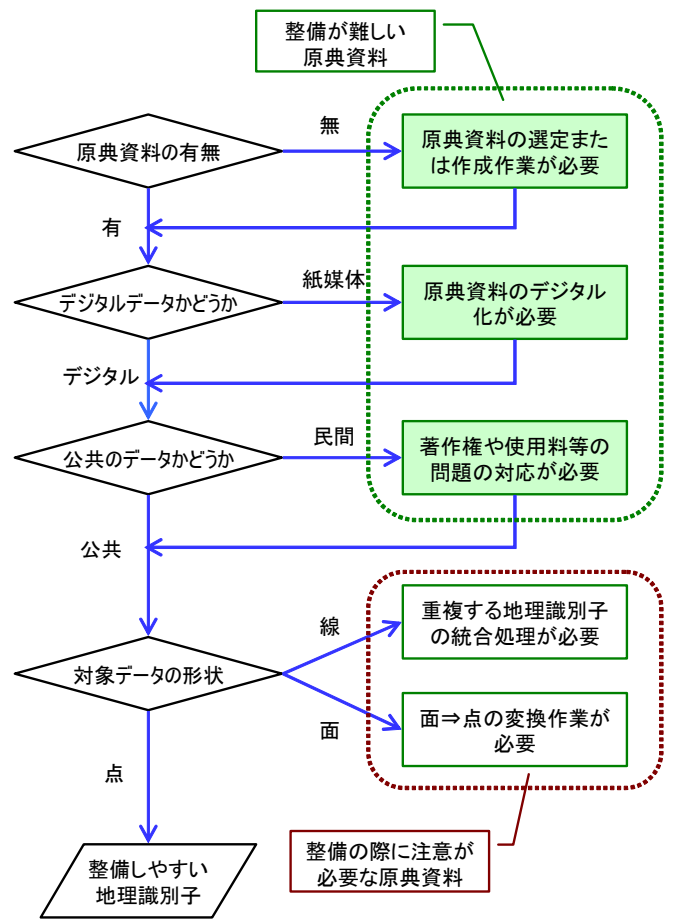 整備が難しい
原典資料
原典資料の有無
無
原典資料の選定また
は作成作業が必要
有
デジタルデータかどうか
紙媒体
原典資料のデジタル
化が必要
デジタル
公共のデータかどうか
民間
著作権や使用料等の
問題の対応が必要
公共
対象データの形状
線
重複する地理識別子
の統合処理が必要
面
面⇒点の変換作業が
必要
点
整備しやすい
地理識別子
整備の際に注意が
必要な原典資料